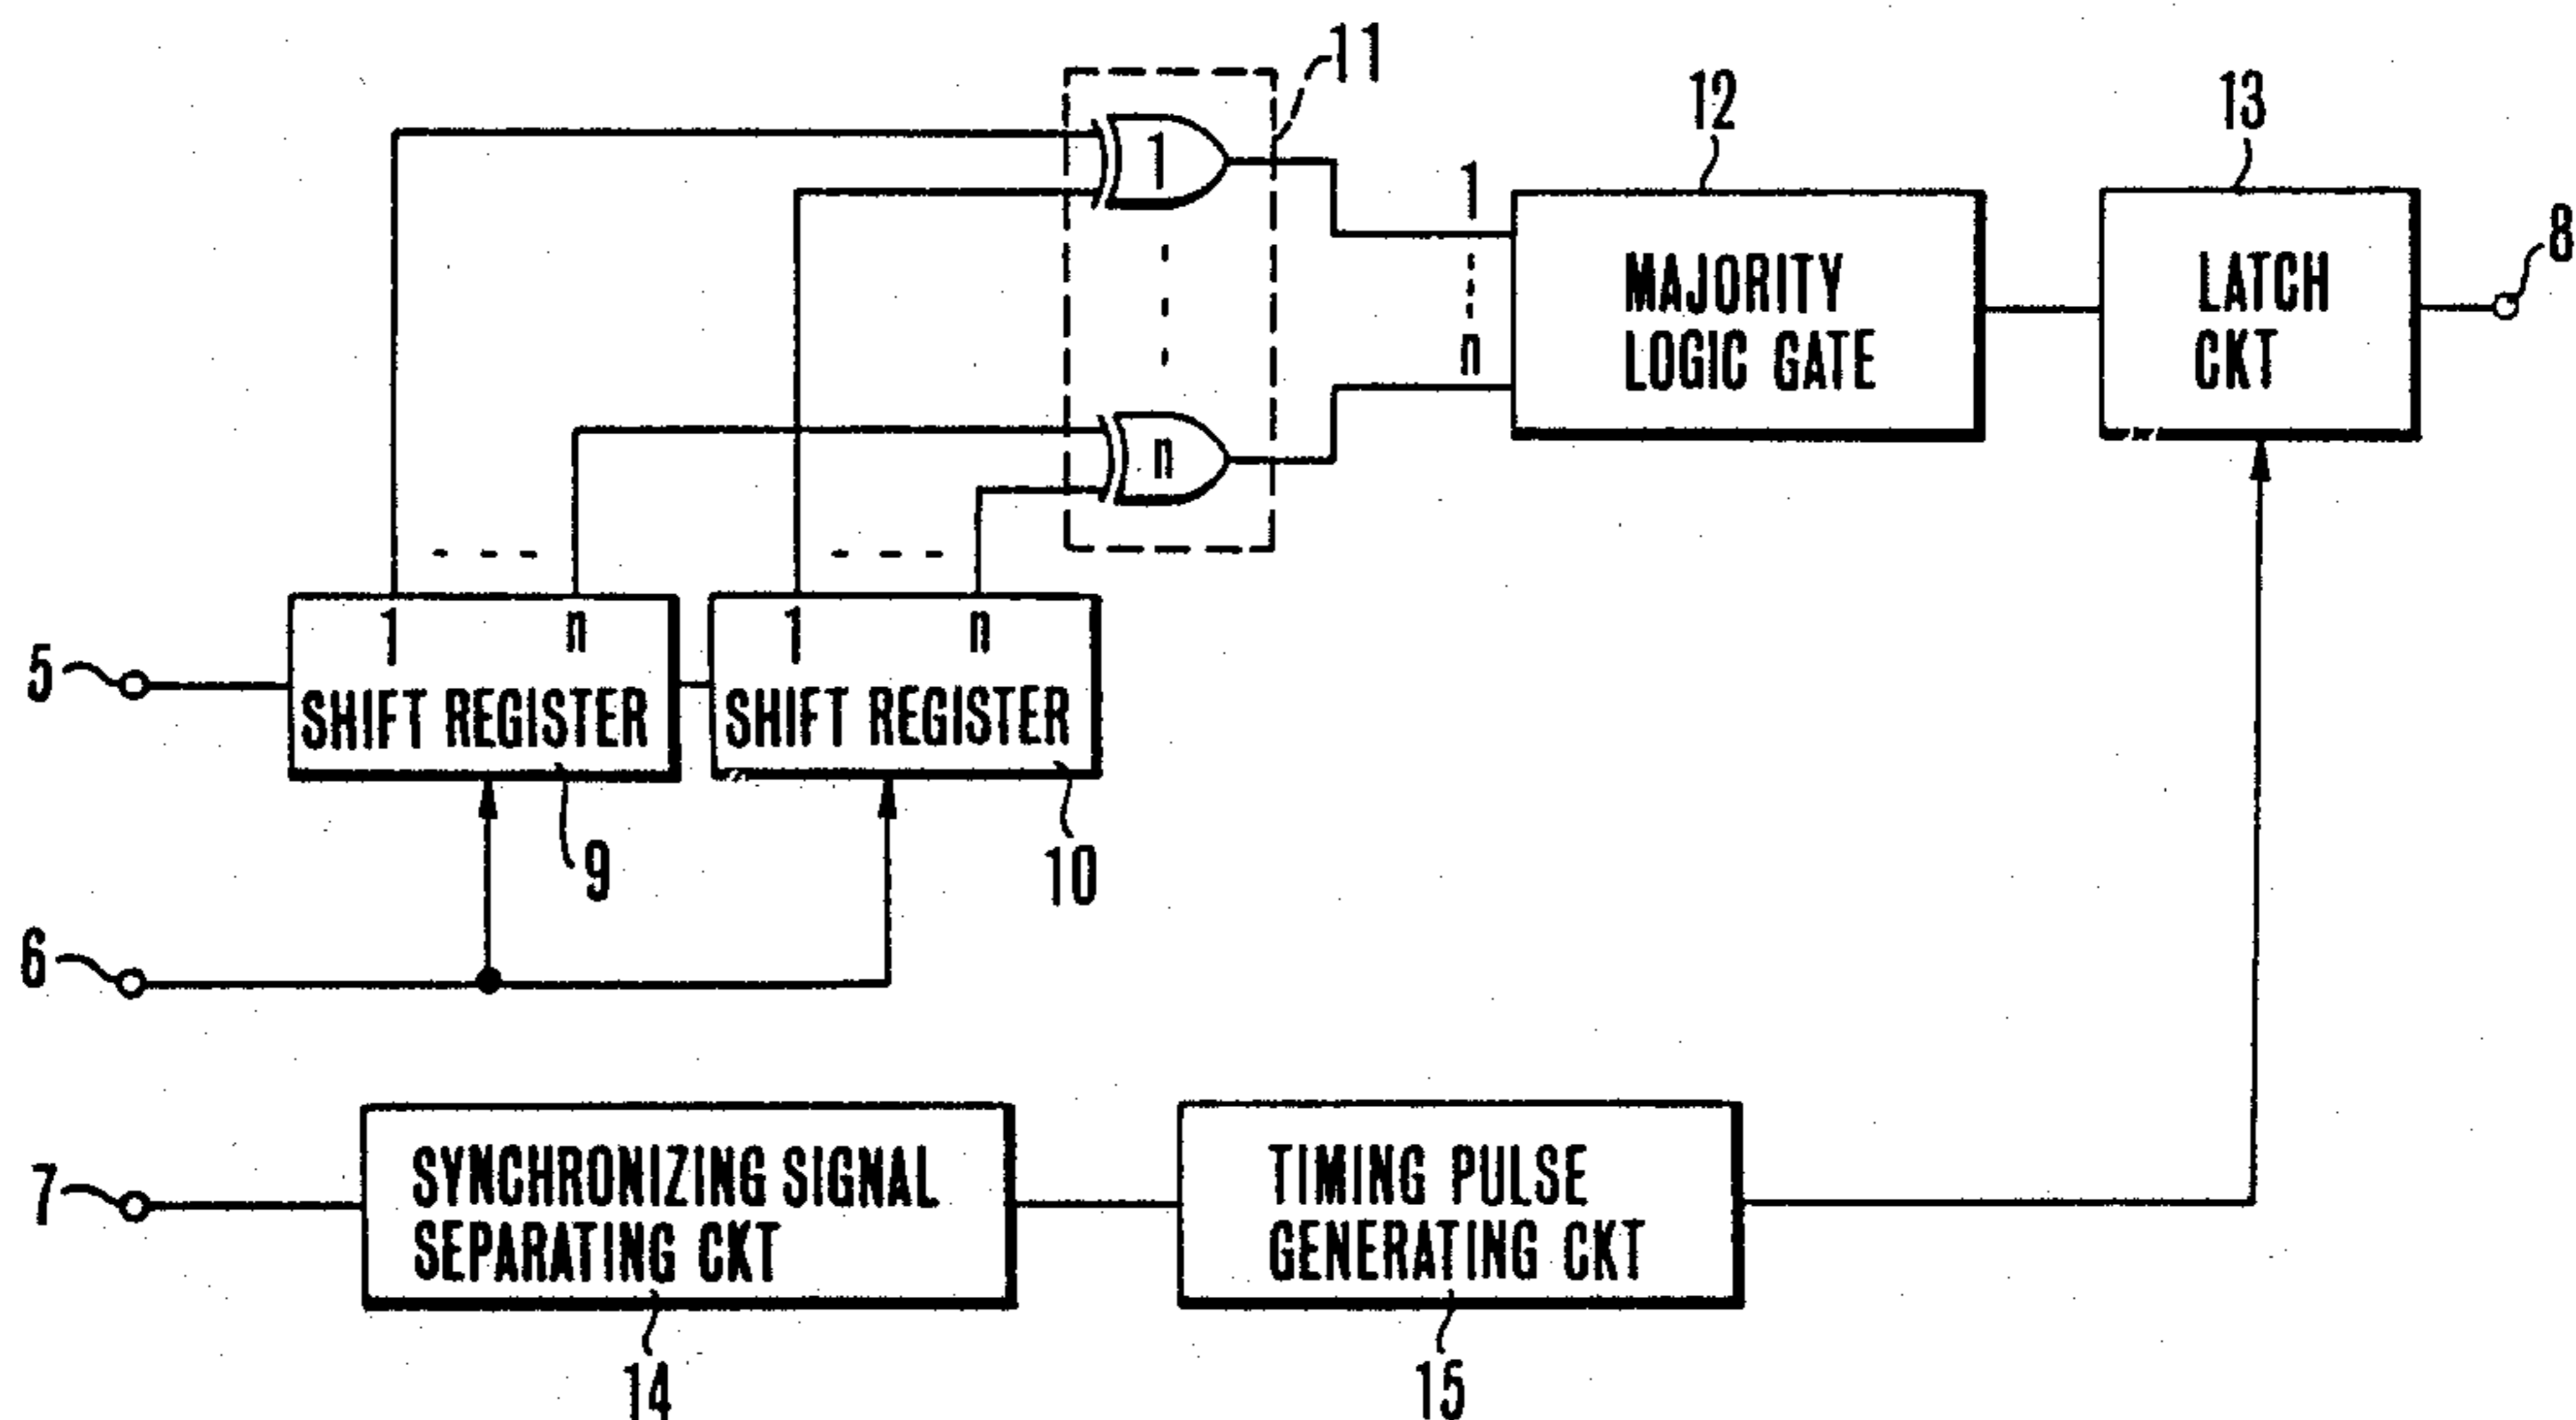 11
12
13
1
1
8
MAJORITY
LOGIC GATE
LATCH
CKT
n
n
1 n
1 n
5
SHIFT REGISTER
SHIFT REGISTER
9
10
6
7
SYNCHRONIZING SIGNAL
SEPARATING CKT
TIMING PULSE
GENERATING CKT
14
15